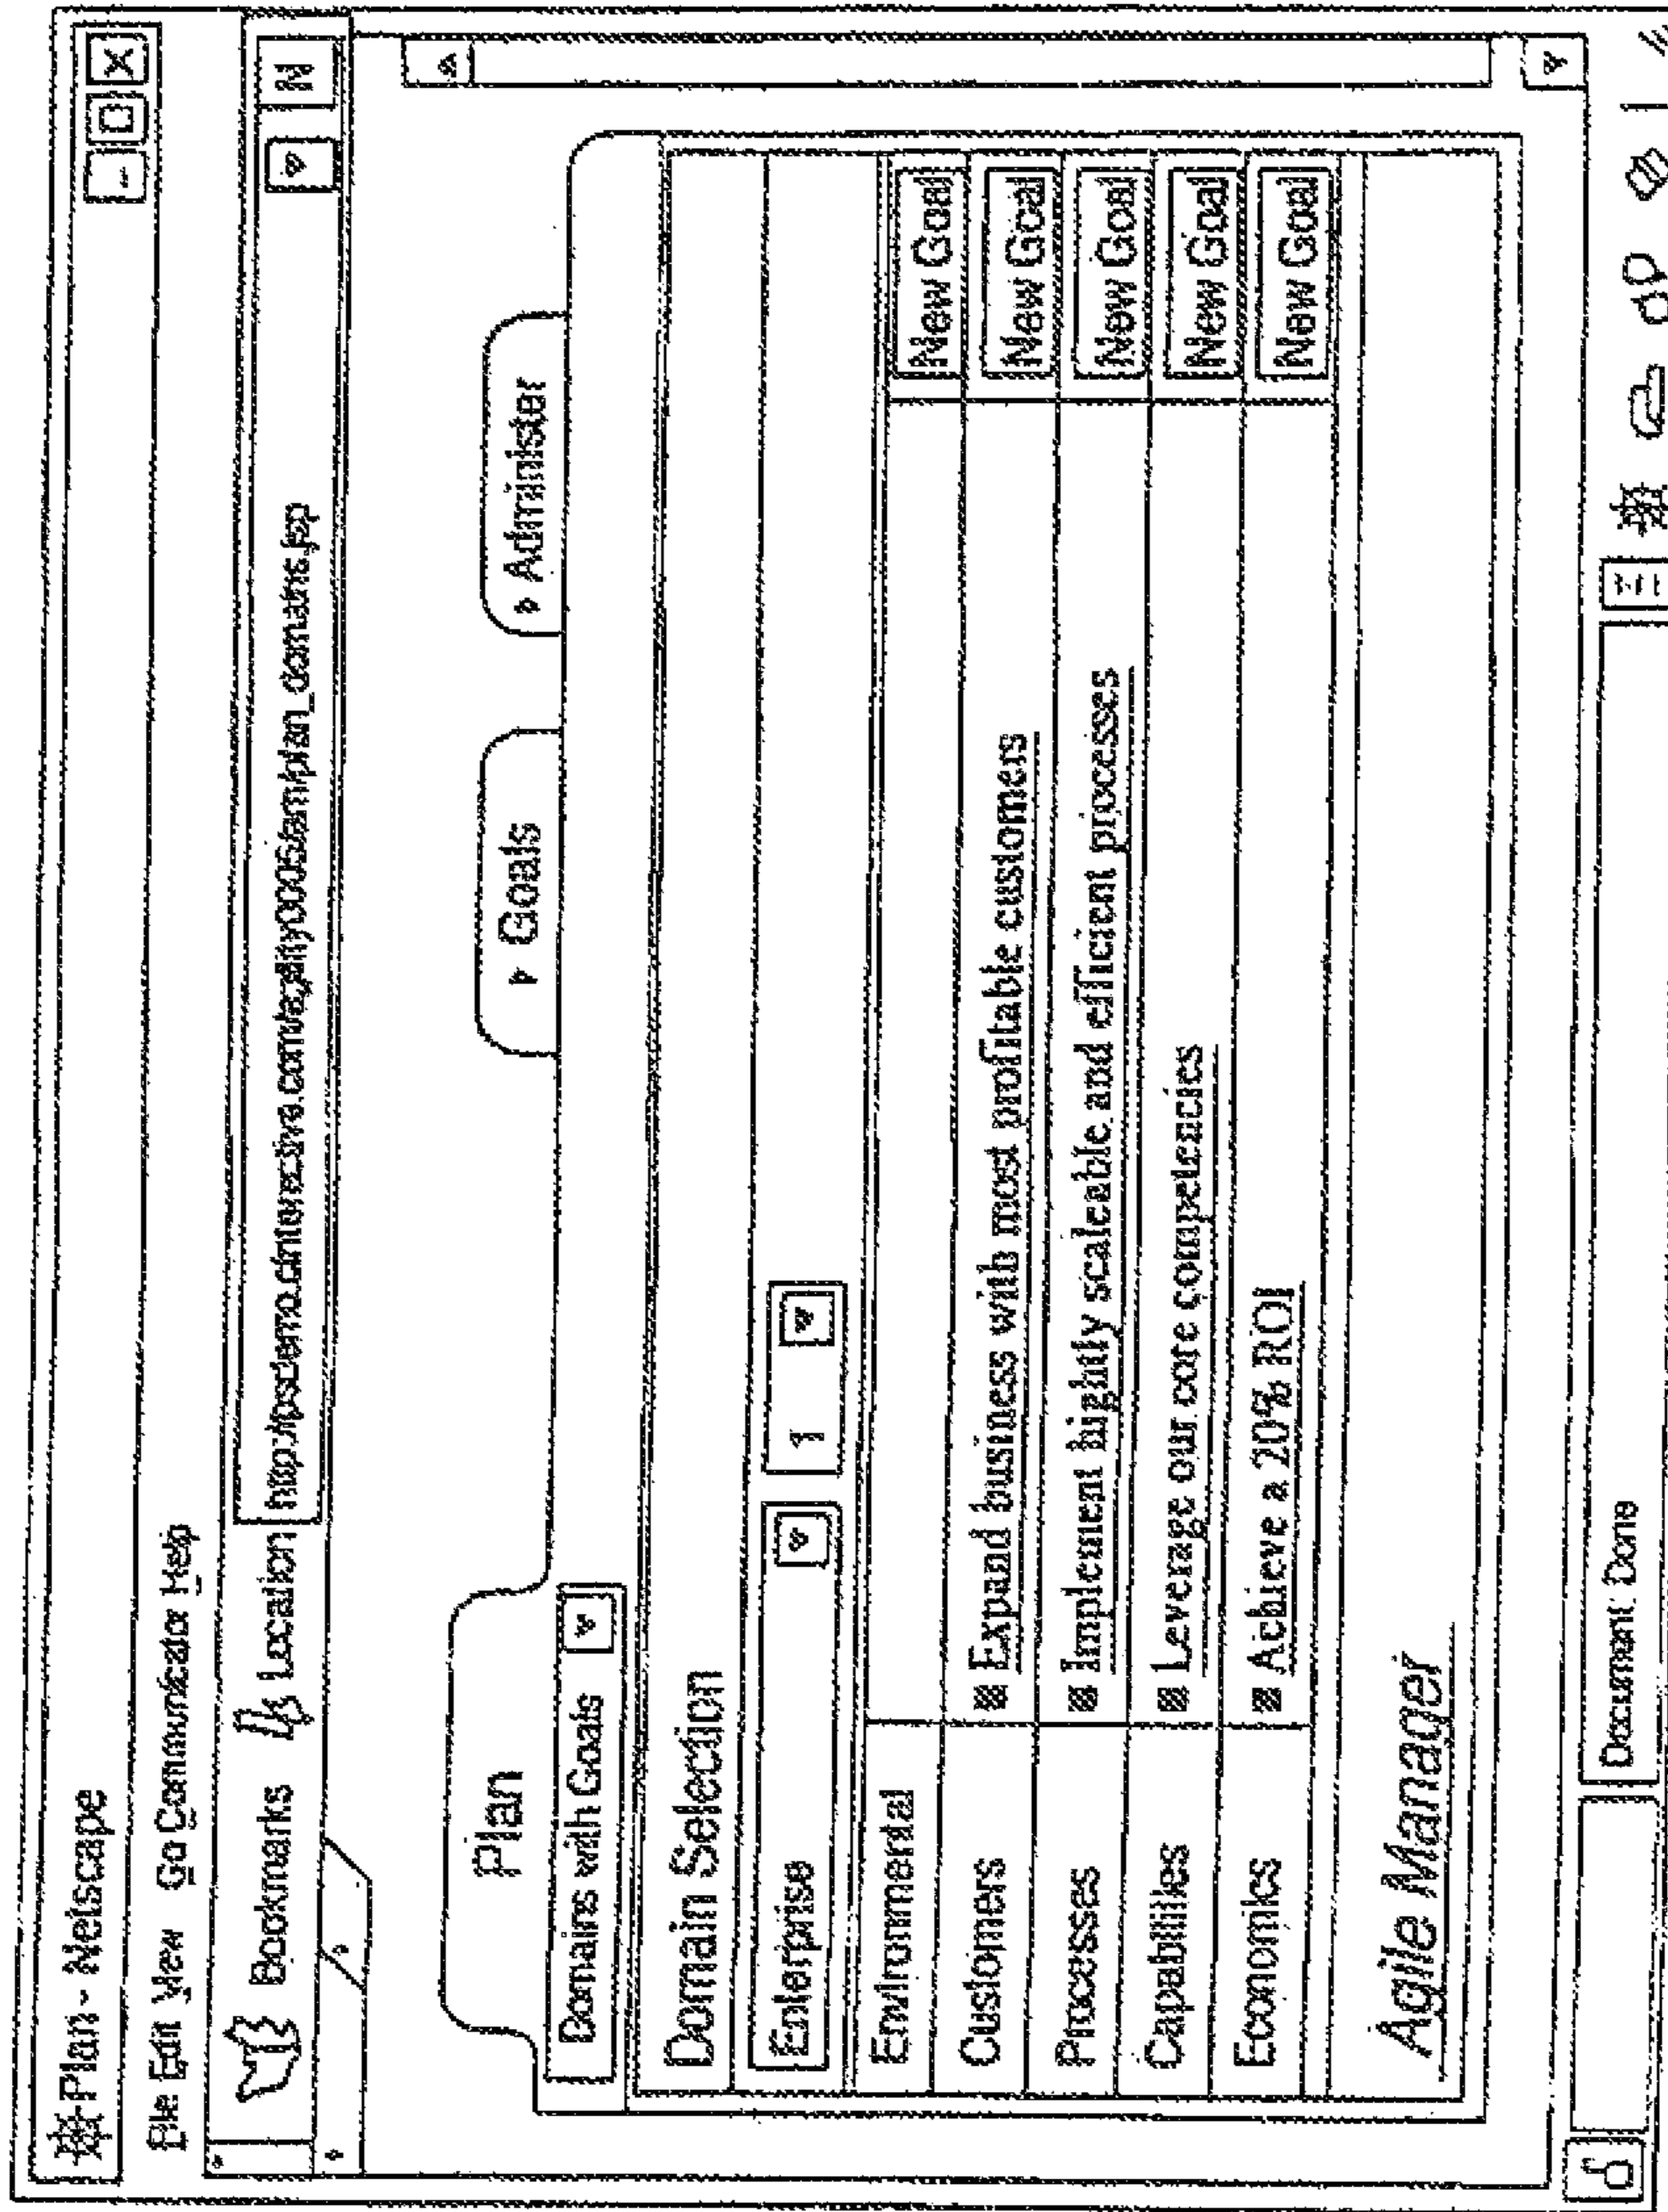 Plan - Netscape
File Edit View Go Communicator Help
Bookmarks Location
N
Plan
Goals
Administer
Domains with Goals
Domain Selection
Enterprise 1
Environmental New Goal
Customers Expand business with most profitable customers New Goal
Processes Implement highly scaleable and efficient processes New Goal
Capabilities Leverage our core competencies New Goal
Economics Achieve a 20% ROI New Goal
Agile Manager
Document: Done